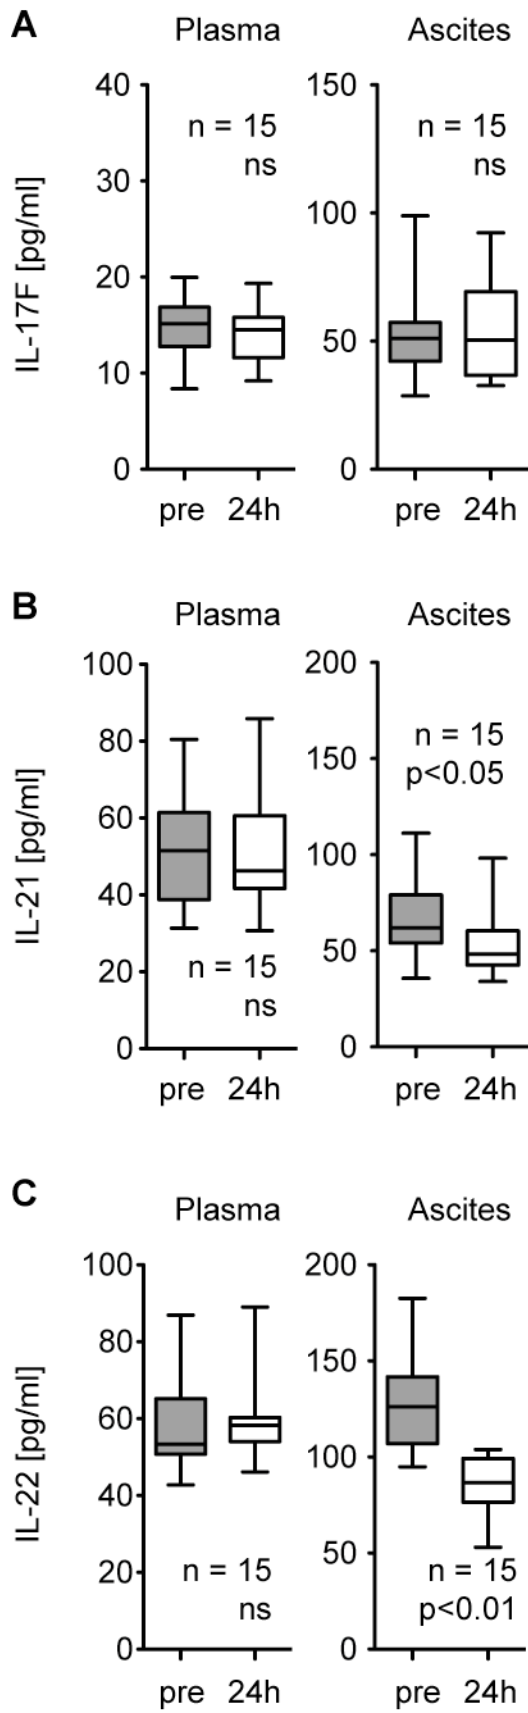 A
Plasma
Ascites
IL-17F [pg/ml]
40
30
20
10
0
n = 15
ns
pre
24h
150
100
50
0
n = 15
ns
pre
24h
B
Plasma
Ascites
IL-21 [pg/ml]
100
80
60
40
20
0
n = 15
ns
pre
24h
200
150
100
50
0
n = 15
p<0.05
pre
24h
C
Plasma
Ascites
IL-22 [pg/ml]
100
80
60
40
20
0
n = 15
ns
pre
24h
200
150
100
50
0
n = 15
p<0.01
pre
24h